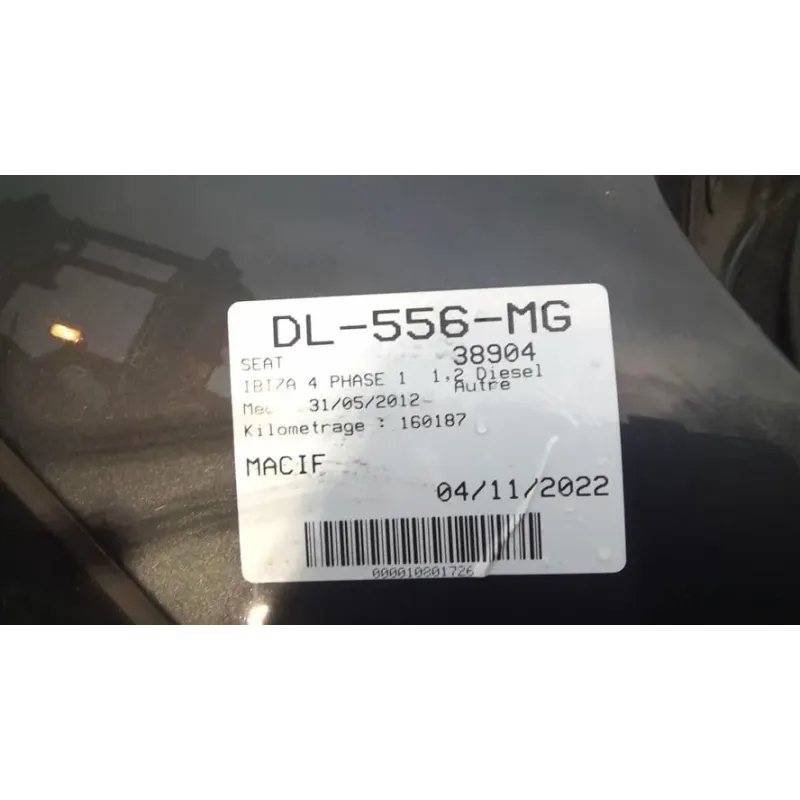 DL-556-MG
SEAT 38904
IBIZA 4 PHASE 1 1,2 Diesel
Autre
Mec 31/05/2012
Kilometrage : 160187
MACIF
04/11/2022
000010801726